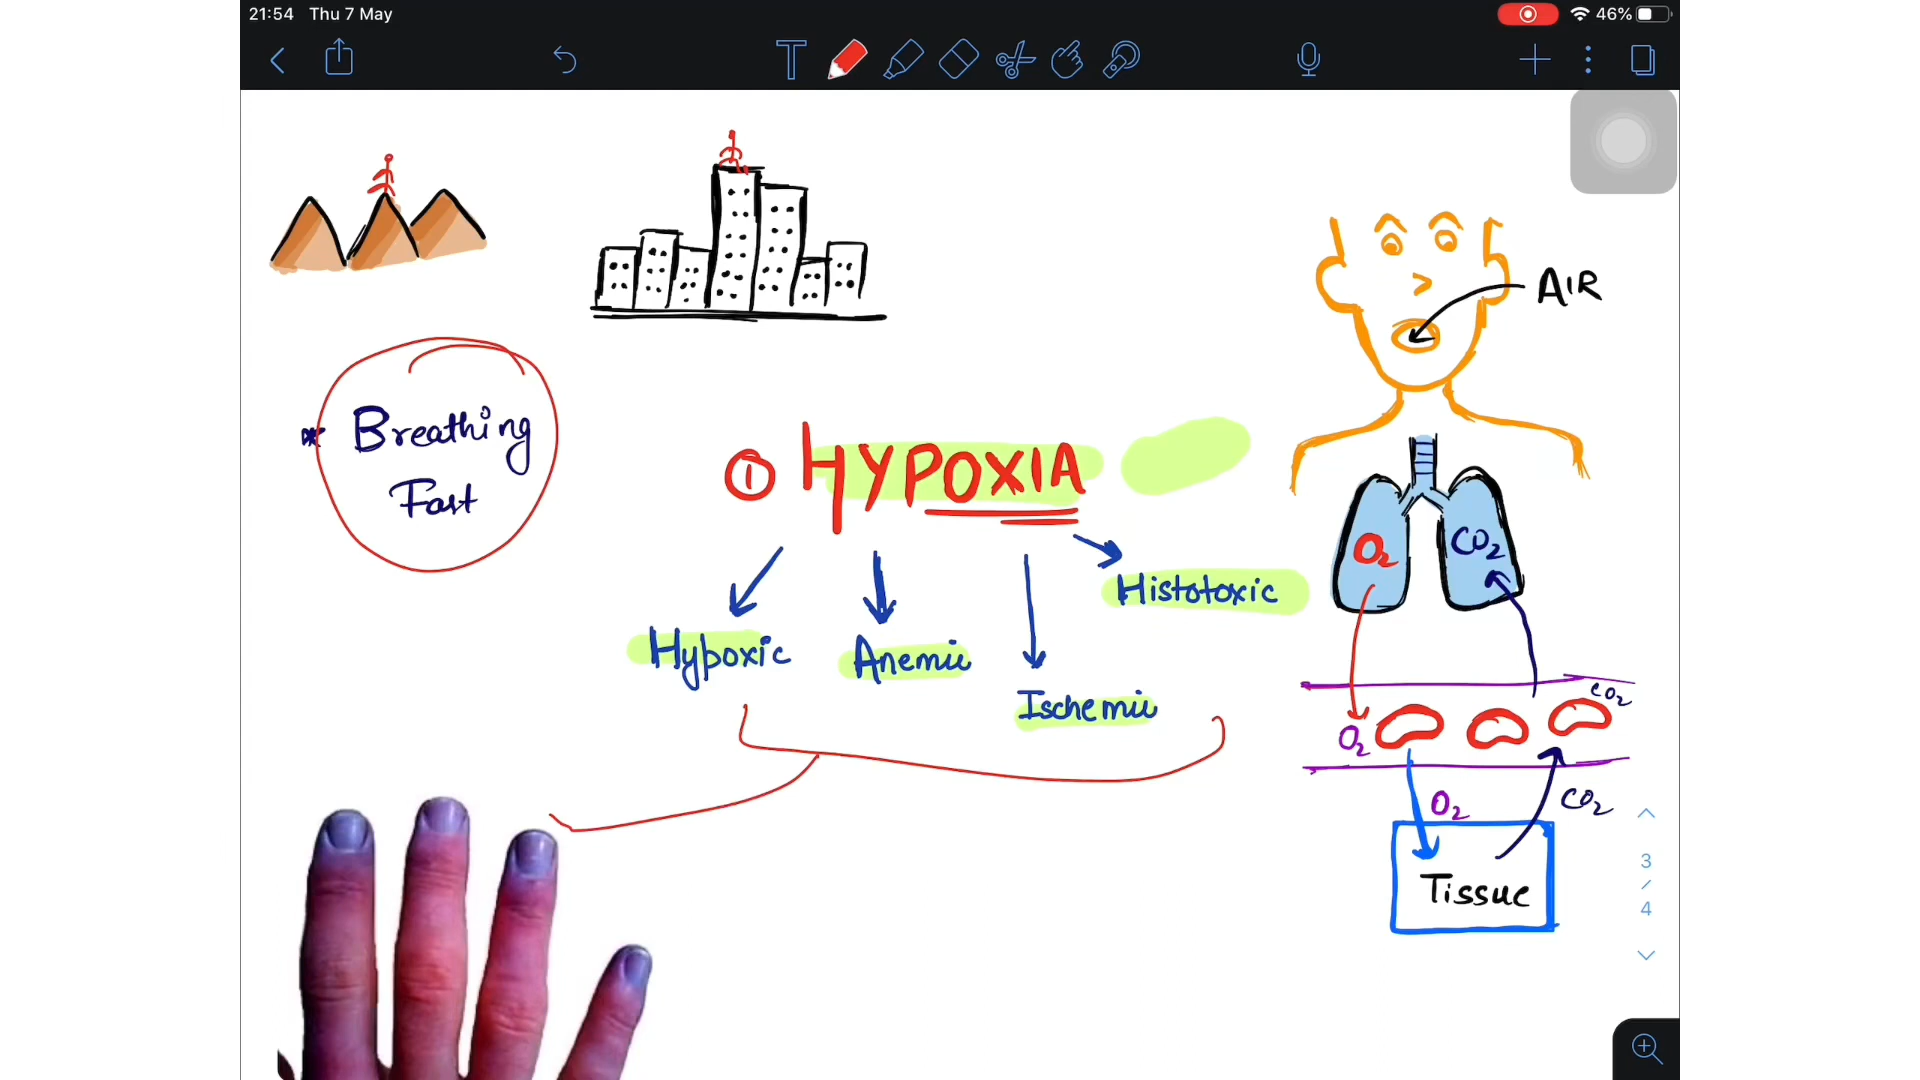 21:54 Thu 7 May
46%
AIR
* Breathing
Fast
① HYPOXIA
O₂
CO₂
Histotoxic
Hypoxic
Anemic
Ischemic
CO₂
O₂
O₂
CO₂
Tissue
3
/
4